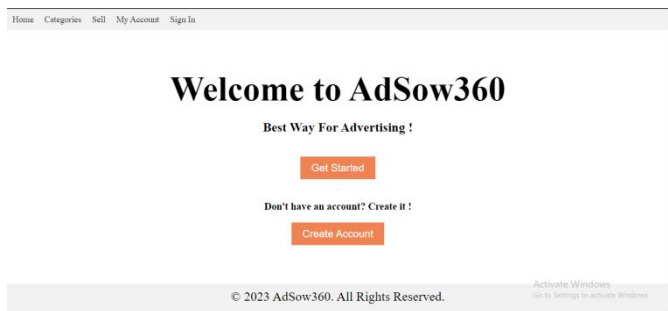 Home Categories Sell My Account Sign In
Welcome to AdSow360
Best Way For Advertising !
Get Started
Don't have an account? Create it !
Create Account
© 2023 AdSow360. All Rights Reserved.
Activate Windows
Go to Settings to activate Windows.